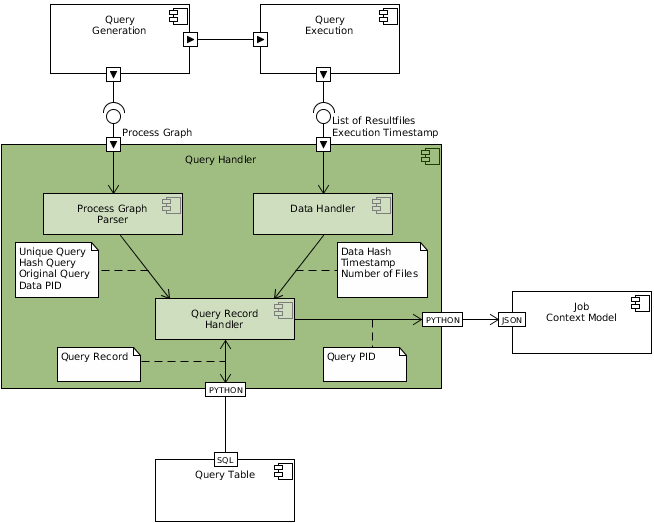 Query
Generation
Query
Execution
Process Graph
List of Resultfiles
Execution Timestamp
Query Handler
Process Graph
Parser
Data Handler
Unique Query
Hash Query
Original Query
Data PID
Data Hash
Timestamp
Number of Files
Query Record
Handler
PYTHON
JSON
Job
Context Model
Query Record
Query PID
PYTHON
SQL
Query Table